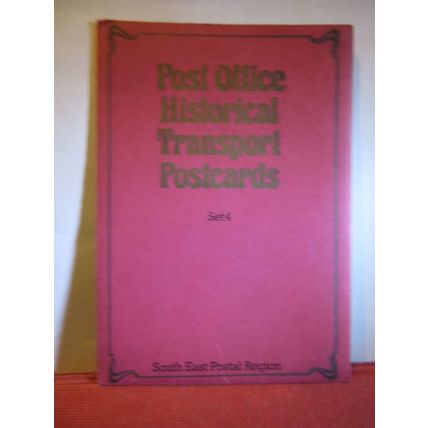 Post Office
Historical
Transport
Postcards
Set 4
South East Postal Region